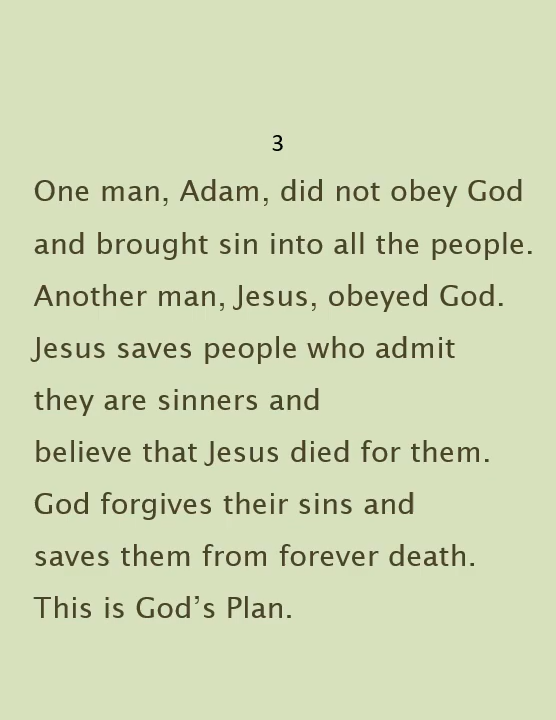 3
One man, Adam, did not obey God
and brought sin into all the people.
Another man, Jesus, obeyed God.
Jesus saves people who admit
they are sinners and
believe that Jesus died for them.
God forgives their sins and
saves them from forever death.
This is God’s Plan.